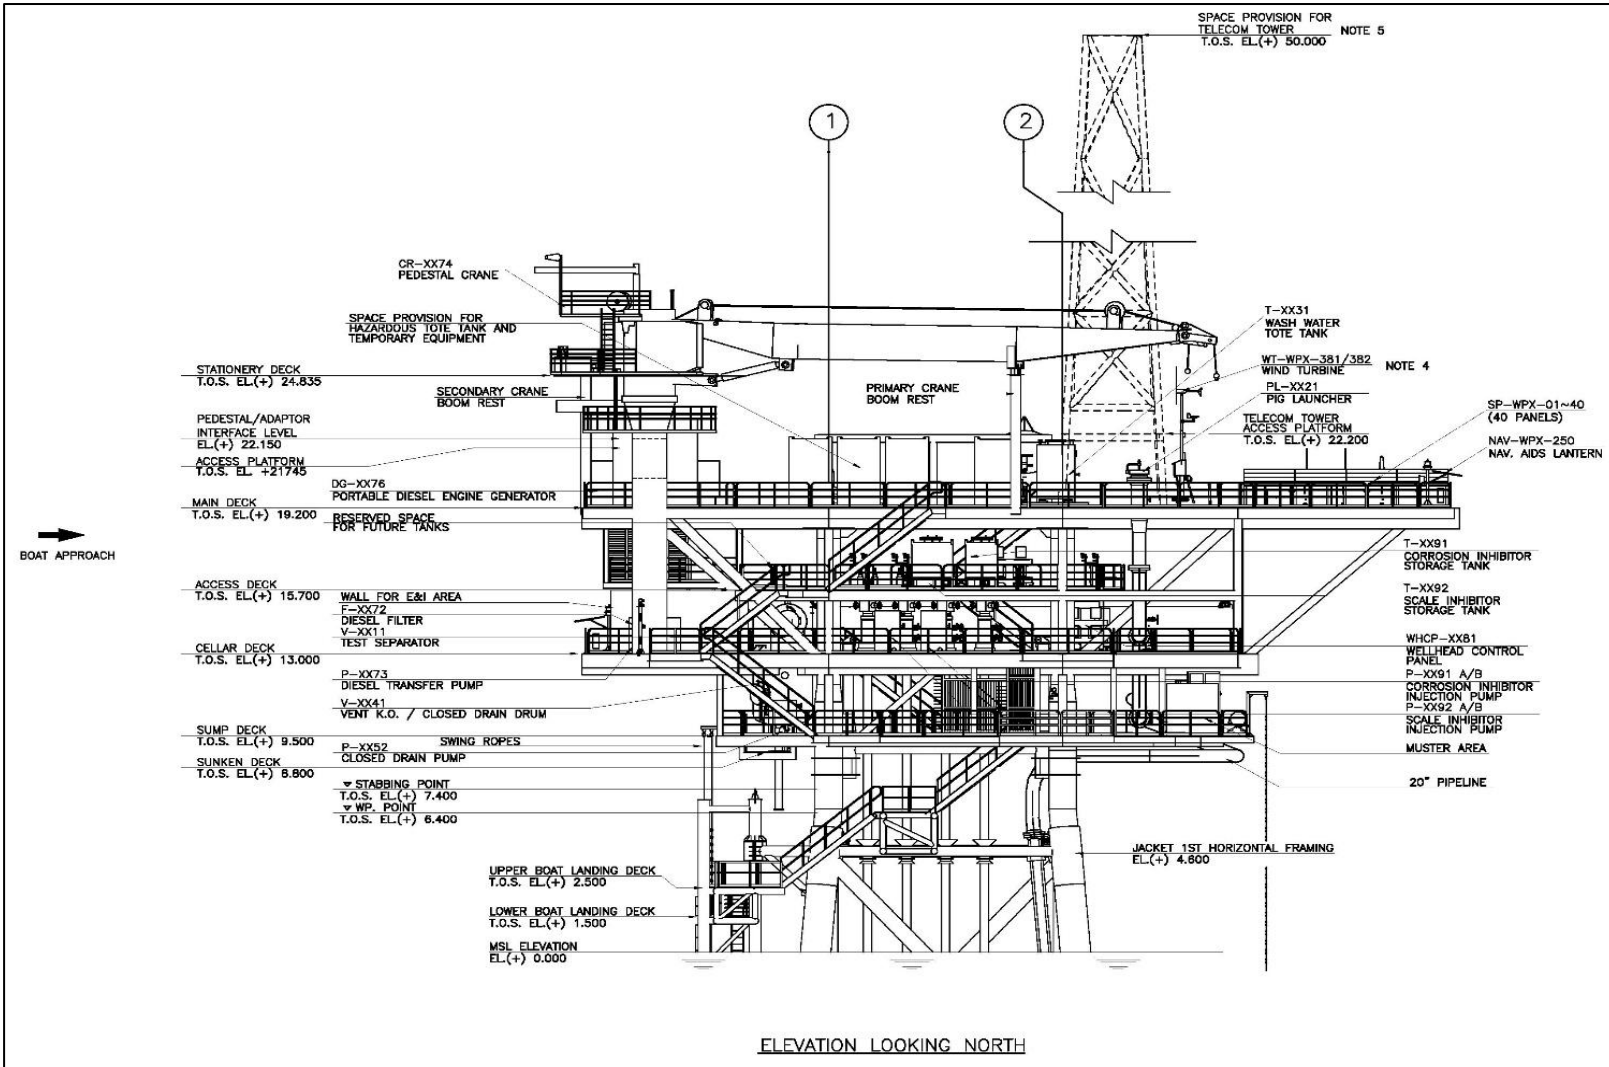 SPACE PROVISION FOR
TELECOM TOWER NOTE 5
T.O.S. EL.(+) 50.000
1
2
CR-XX74
PEDESTAL CRANE
SPACE PROVISION FOR
HAZARDOUS TOTE TANK AND
TEMPORARY EQUIPMENT
STATIONERY DECK
T.O.S. EL.(+) 24.835
SECONDARY CRANE
BOOM REST
PEDESTAL/ADAPTOR
INTERFACE LEVEL
EL.(+) 22.150
ACCESS PLATFORM
T.O.S. EL. +21745
DG-XX76
PORTABLE DIESEL ENGINE GENERATOR
MAIN DECK
T.O.S. EL.(+) 19.200
RESERVED SPACE
FOR FUTURE TANKS
BOAT APPROACH
ACCESS DECK
T.O.S. EL.(+) 15.700
WALL FOR E&I AREA
F-XX72
DIESEL FILTER
V-XX11
TEST SEPARATOR
CELLAR DECK
T.O.S. EL.(+) 13.000
P-XX73
DIESEL TRANSFER PUMP
V-XX41
VENT K.O. / CLOSED DRAIN DRUM
SUMP DECK
T.O.S. EL.(+) 9.500
SWING ROPES
P-XX52
CLOSED DRAIN PUMP
SUNKEN DECK
T.O.S. EL.(+) 8.600
STABBING POINT
T.O.S. EL.(+) 7.400
WP. POINT
T.O.S. EL.(+) 6.400
UPPER BOAT LANDING DECK
T.O.S. EL.(+) 2.500
LOWER BOAT LANDING DECK
T.O.S. EL.(+) 1.500
MSL ELEVATION
EL.(+) 0.000
PRIMARY CRANE
BOOM REST
T-XX31
WASH WATER
TOTE TANK
WT-WPX-381/382
WIND TURBINE NOTE 4
PL-XX21
PIG LAUNCHER
TELECOM TOWER
ACCESS PLATFORM
T.O.S. EL.(+) 22.200
SP-WPX-01~40
(40 PANELS)
NAV-WPX-250
NAV. AIDS LANTERN
T-XX91
CORROSION INHIBITOR
STORAGE TANK
T-XX92
SCALE INHIBITOR
STORAGE TANK
WHCP-XX81
WELLHEAD CONTROL
PANEL
P-XX91 A/B
CORROSION INHIBITOR
INJECTION PUMP
P-XX92 A/B
SCALE INHIBITOR
INJECTION PUMP
MUSTER AREA
20" PIPELINE
JACKET 1ST HORIZONTAL FRAMING
EL.(+) 4.600
ELEVATION LOOKING NORTH